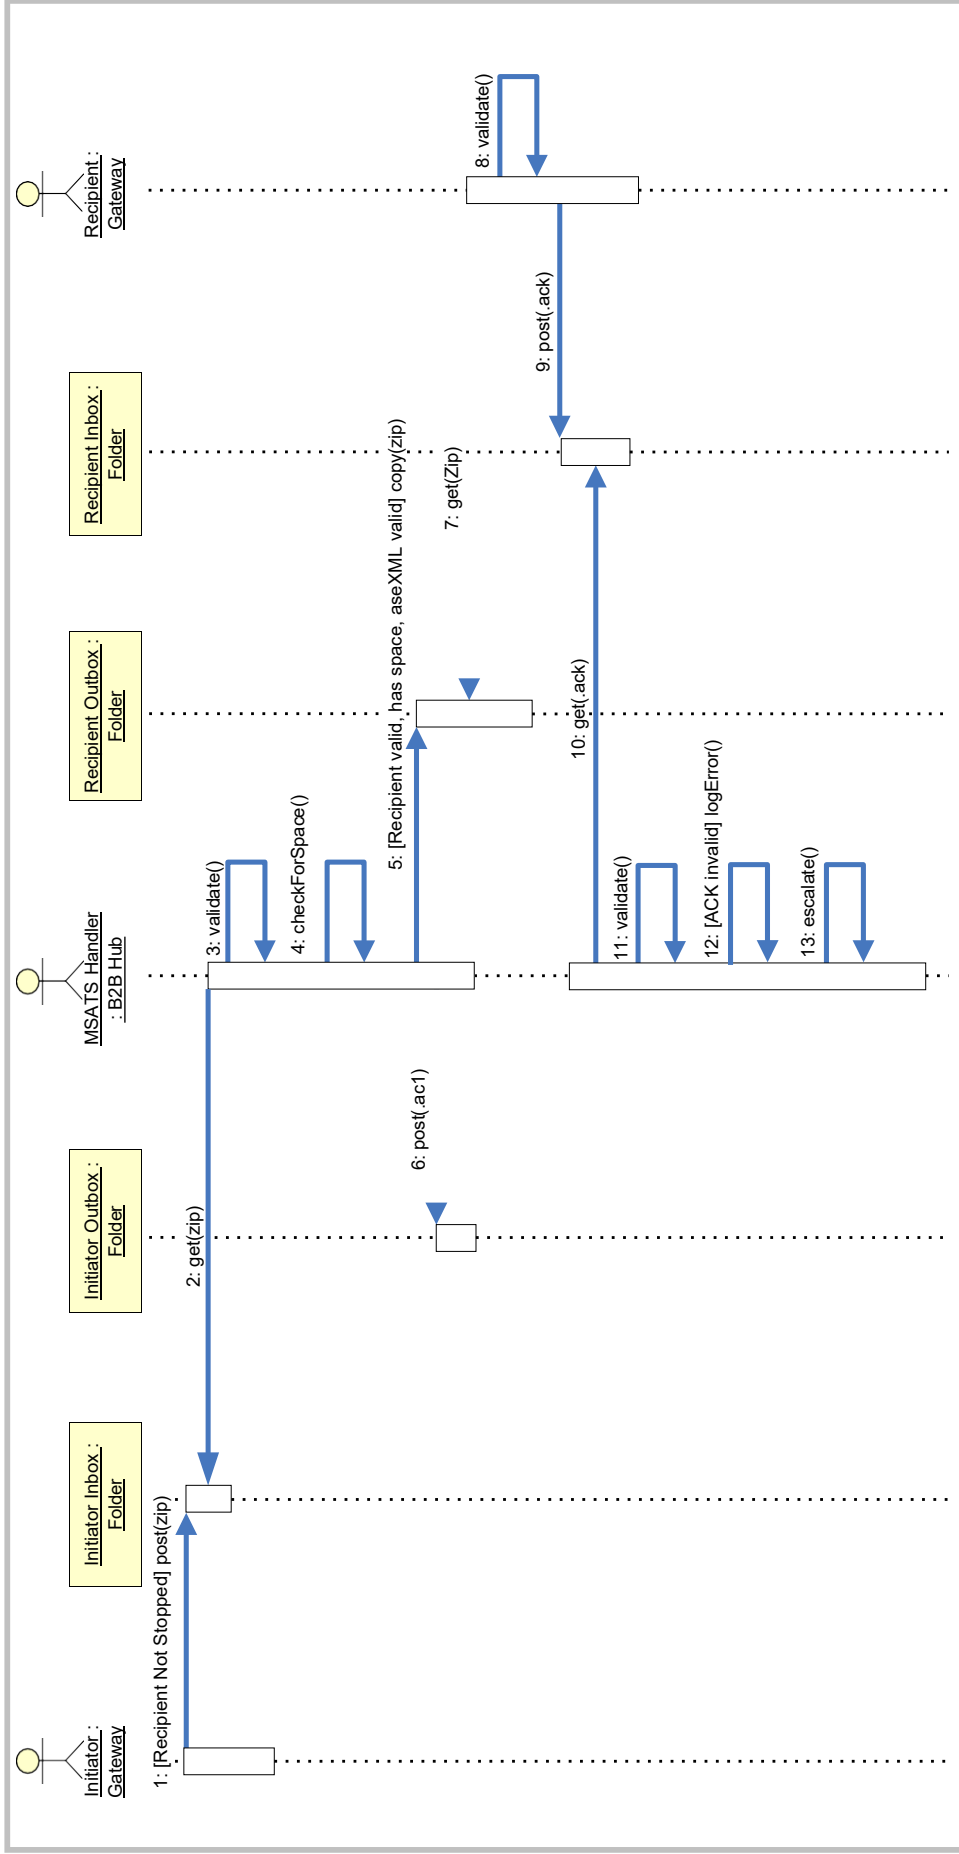 Initiator :
Gateway
Initiator Inbox :
Folder
Initiator Outbox :
Folder
MSATS Handler
: B2B Hub
Recipient Outbox :
Folder
Recipient Inbox :
Folder
Recipient :
Gateway
1: [Recipient Not Stopped] post(zip)
2: get(zip)
3: validate()
4: checkForSpace()
5: [Recipient valid, has space, aseXML valid] copy(zip)
6: post(.ac1)
7: get(Zip)
8: validate()
9: post(.ack)
10: get(.ack)
11: validate()
12: [ACK invalid] logError()
13: escalate()